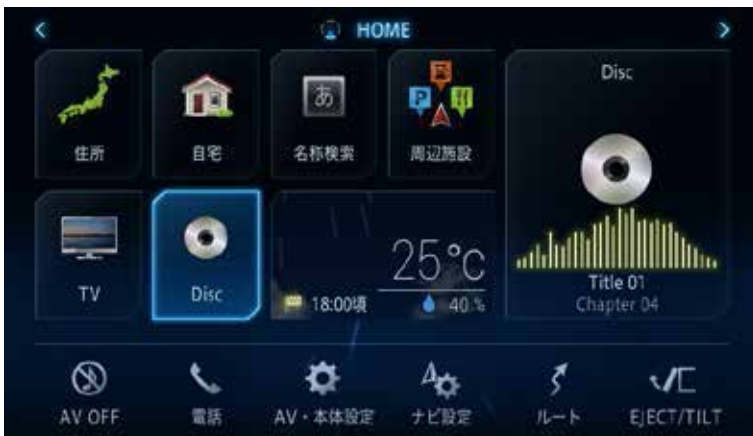 HOME
住所
自宅
あ
名称検索
P
周辺施設
Disc
TV
Disc
18:00頃
25℃
40%
Title 01
Chapter 04
AV OFF
電話
AV・本体設定
ナビ設定
ルート
EJECT/TILT